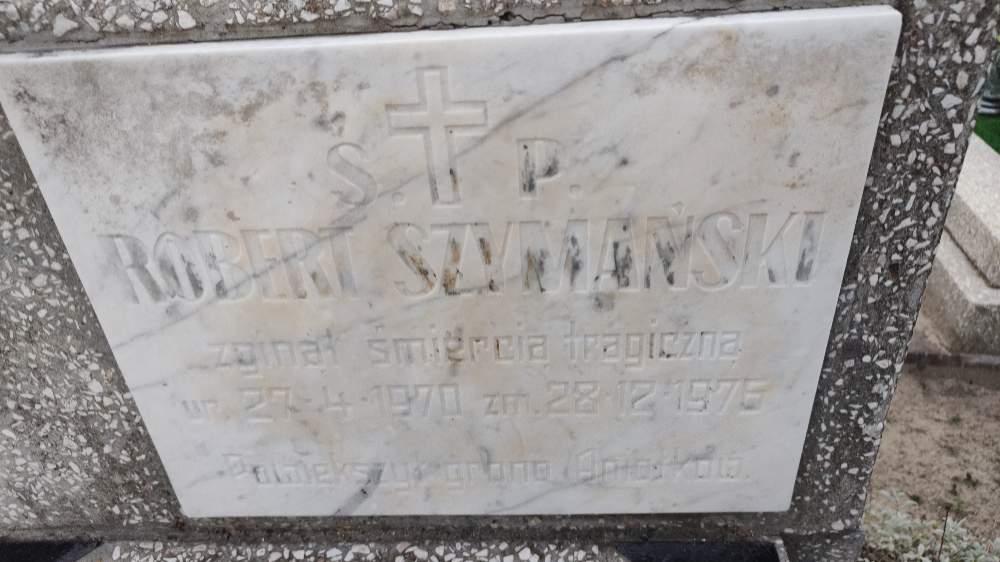 Ś. P.
ROBERT SZYMAŃSKI
zginął śmiercią tragiczną
ur. 27·4·1970 zm. 28·12·1975
Powiększył grono Aniołków.